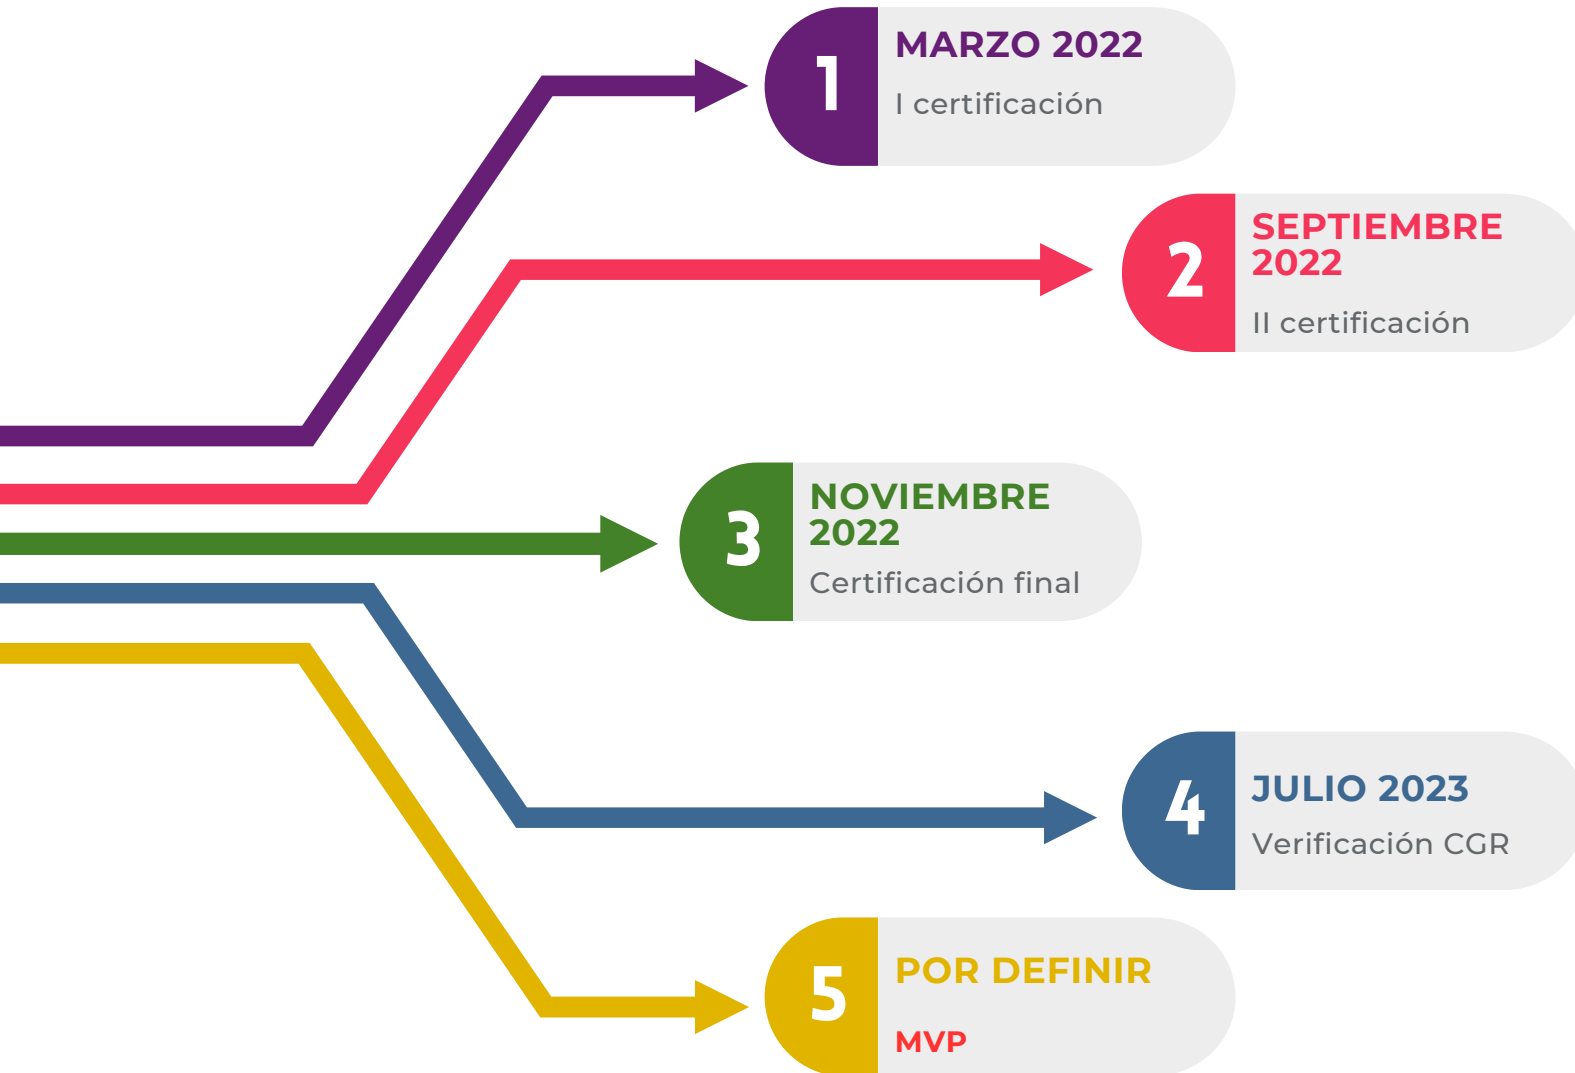 1
MARZO 2022
I certificación
2
SEPTIEMBRE
2022
II certificación
3
NOVIEMBRE
2022
Certificación final
4
JULIO 2023
Verificación CGR
5
POR DEFINIR
MVP